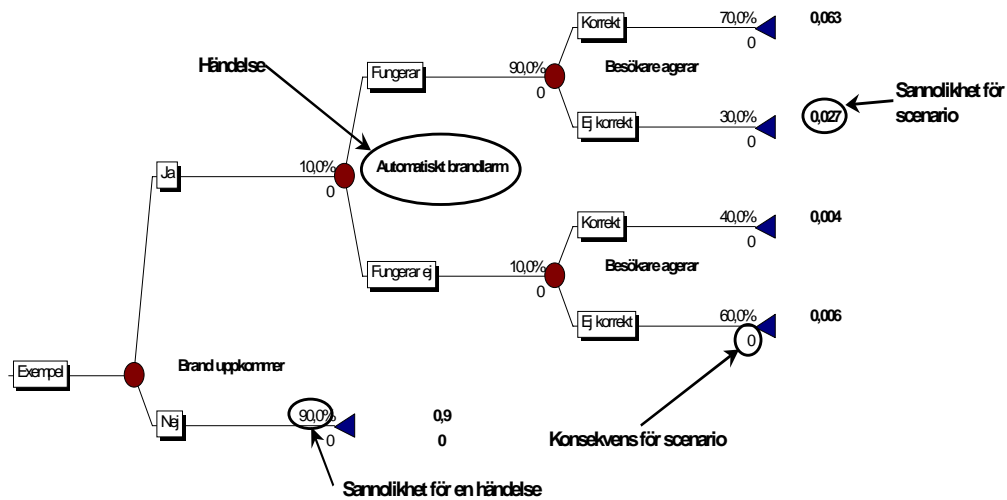 Korrekt
70,0%
0
0,063
Händelse
Fungerar
90,0%
0
Besökare agerar
Sannolikhet för
scenario
Ej korrekt
30,0%
0
0,027
Ja
10,0%
0
Automatiskt brandlarm
Korrekt
40,0%
0
0,004
Fungerar ej
10,0%
0
Besökare agerar
Ej korrekt
60,0%
0
0,006
Exempel
Brand uppkommer
Nej
90,0%
0
0,9
0
Konsekvens för scenario
Sannolikhet för en händelse